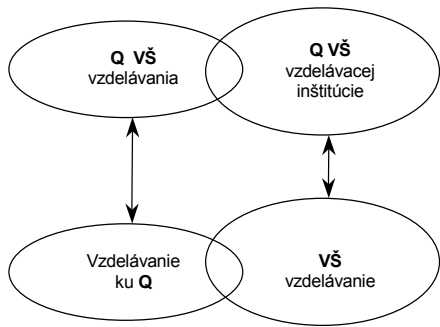 Q VŠ
vzdelávania
Q VŠ
vzdelávacej
inštitúcie
Vzdelávanie
ku Q
VŠ
vzdelávanie